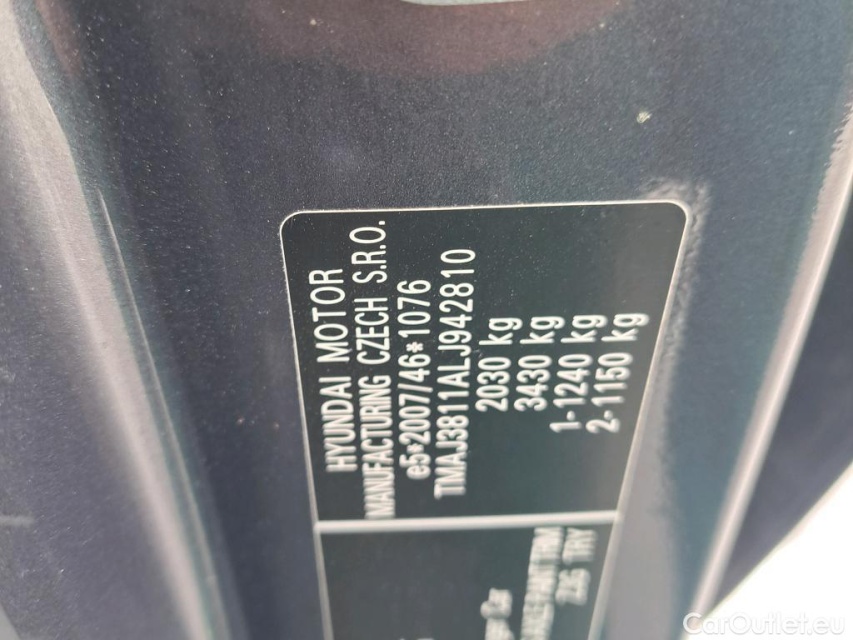 HYUNDAI MOTOR
MANUFACTURING CZECH S.R.O.
e5*2007/46*1076
TMAJ3811ALJ942810
2030 kg
3430 kg
1-1240 kg
2-1150 kg
CarOutlet.eu